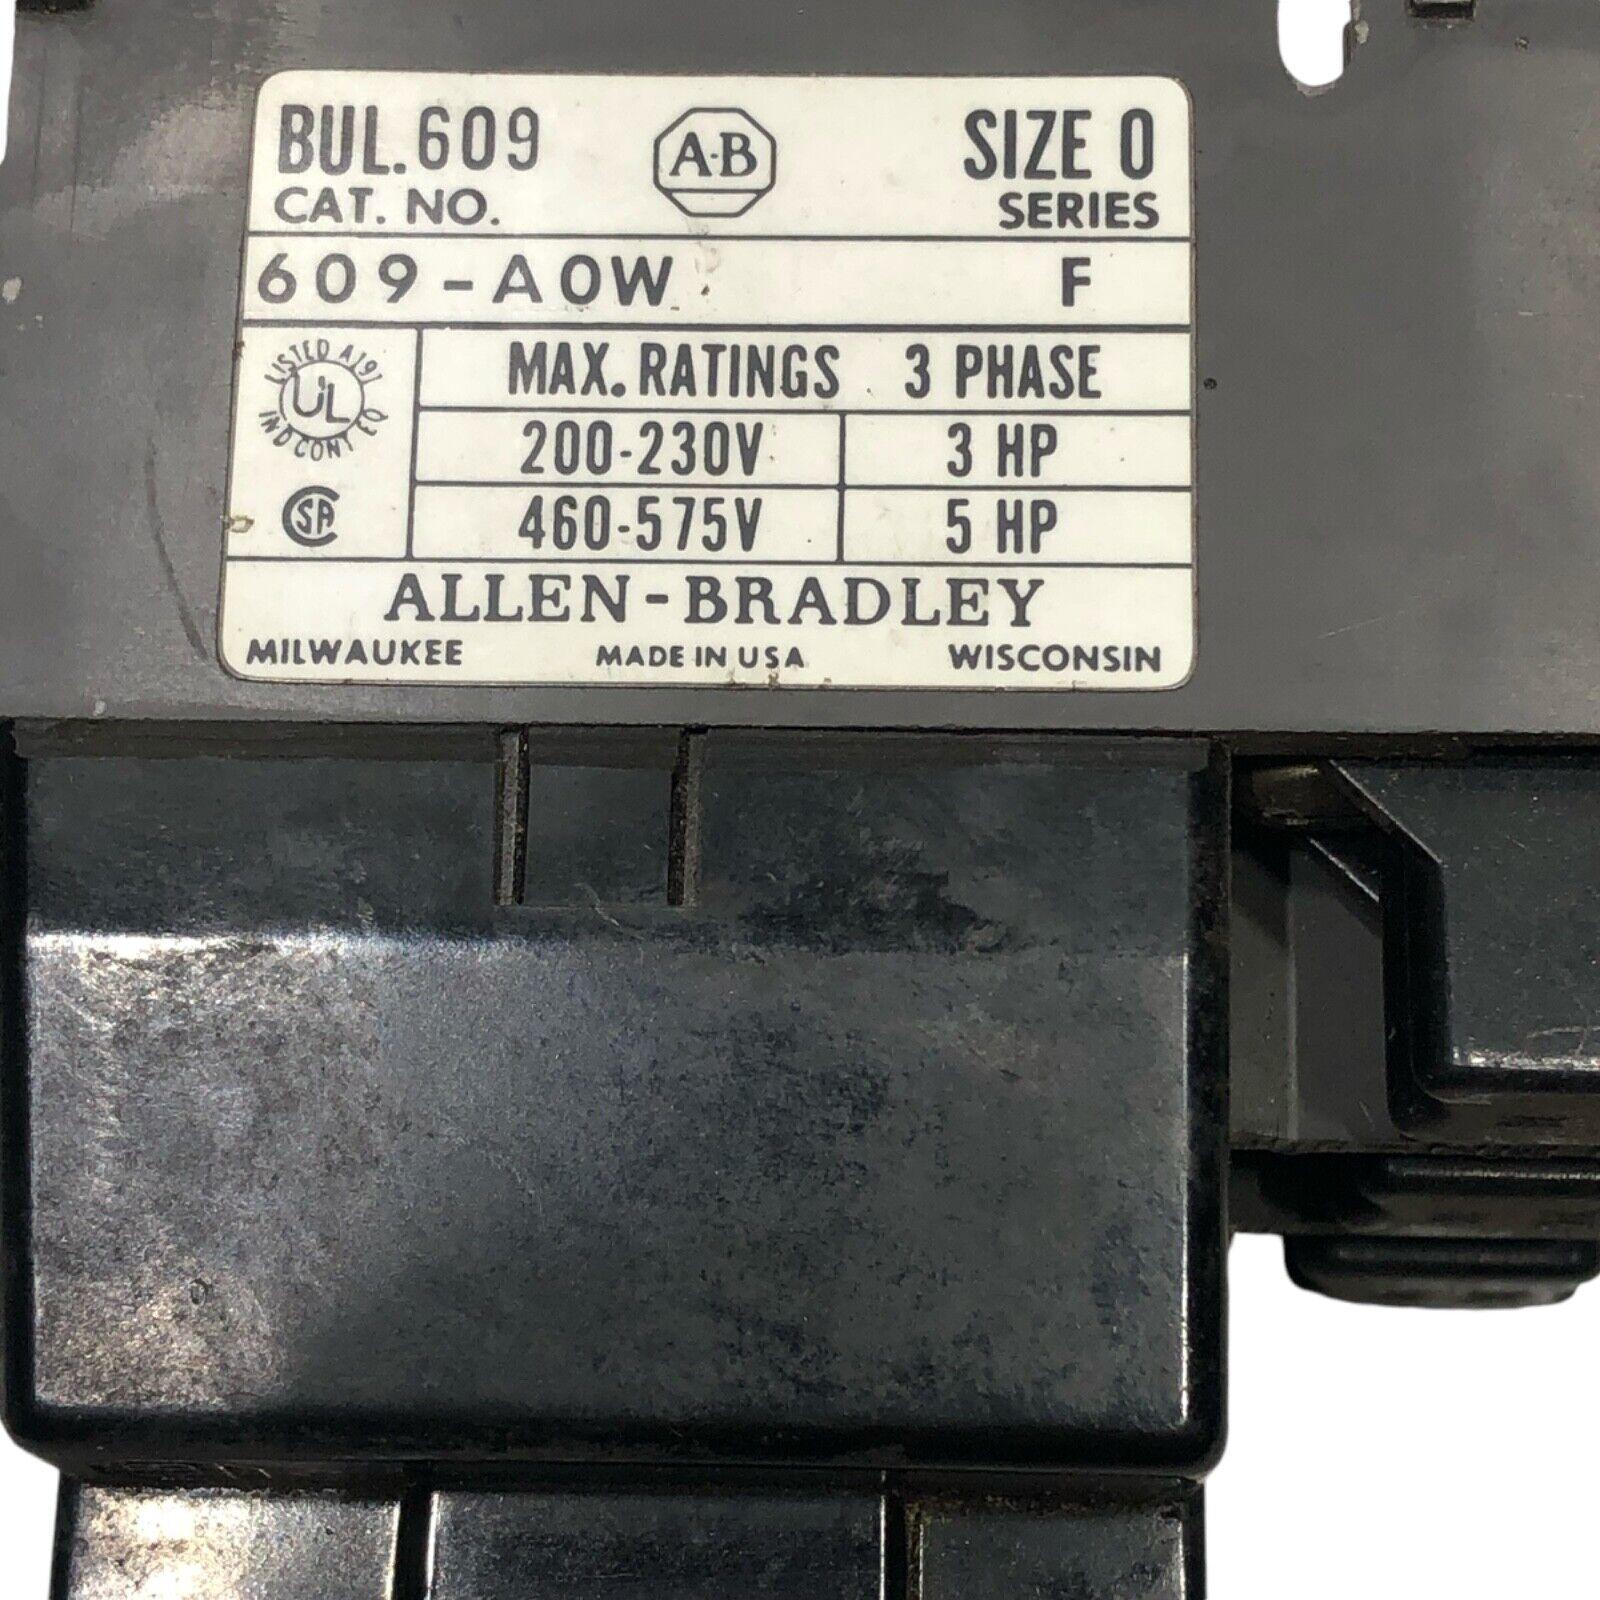 BUL.609 A-B SIZE 0
CAT. NO. SERIES
609-A0W F
LISTED A191
UL
IND CONT EQ
MAX. RATINGS 3 PHASE
200-230V 3 HP
460-575V 5 HP
SA
ALLEN-BRADLEY
MILWAUKEE MADE IN USA WISCONSIN